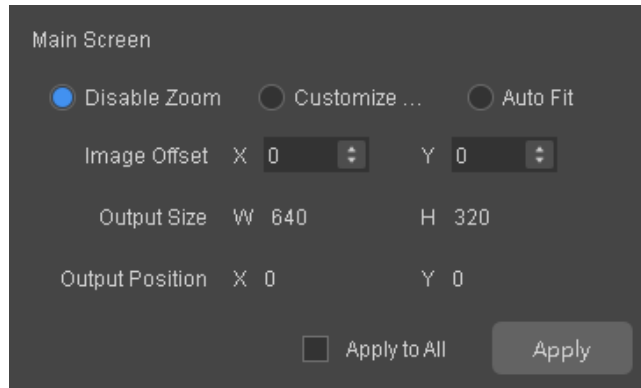 Main Screen
Disable Zoom Customize ... Auto Fit
Image Offset X 0 Y 0
Output Size W 640 H 320
Output Position X 0 Y 0
Apply to All Apply